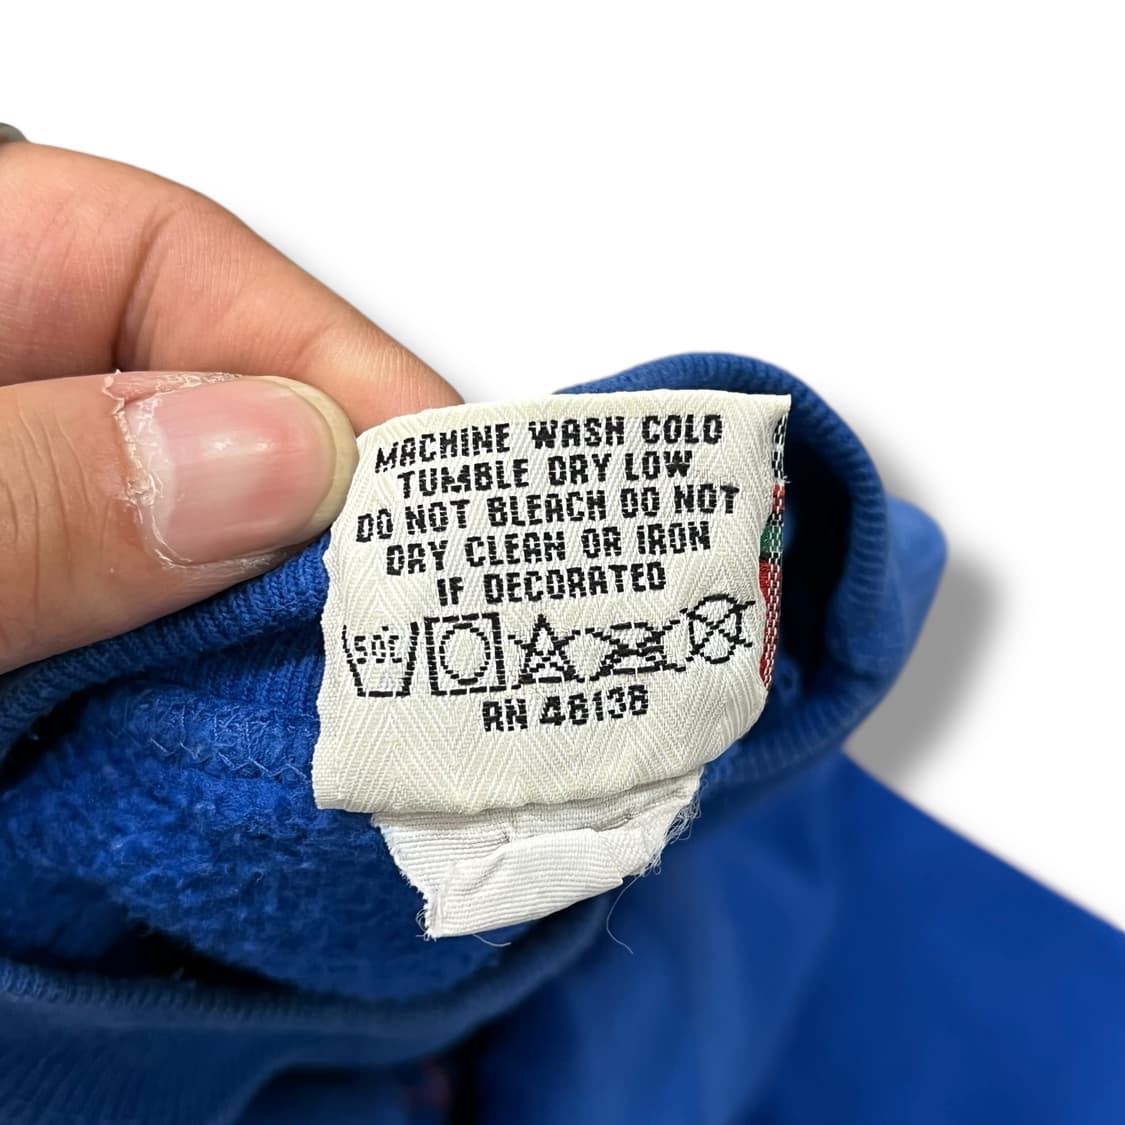 MACHINE WASH COLD
TUMBLE DRY LOW
DO NOT BLEACH DO NOT
DRY CLEAN OR IRON
IF DECORATED
RN 48138